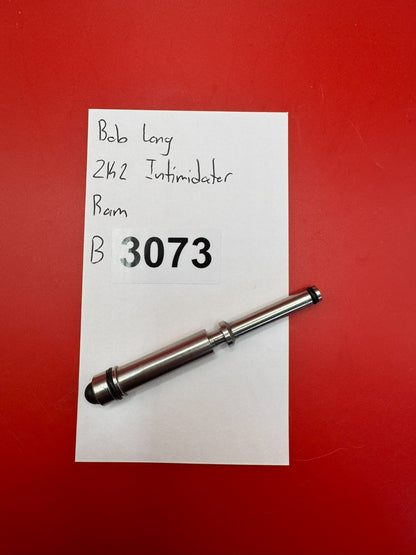 Bob Long
2K2 Intimidater
Ram
B 3073